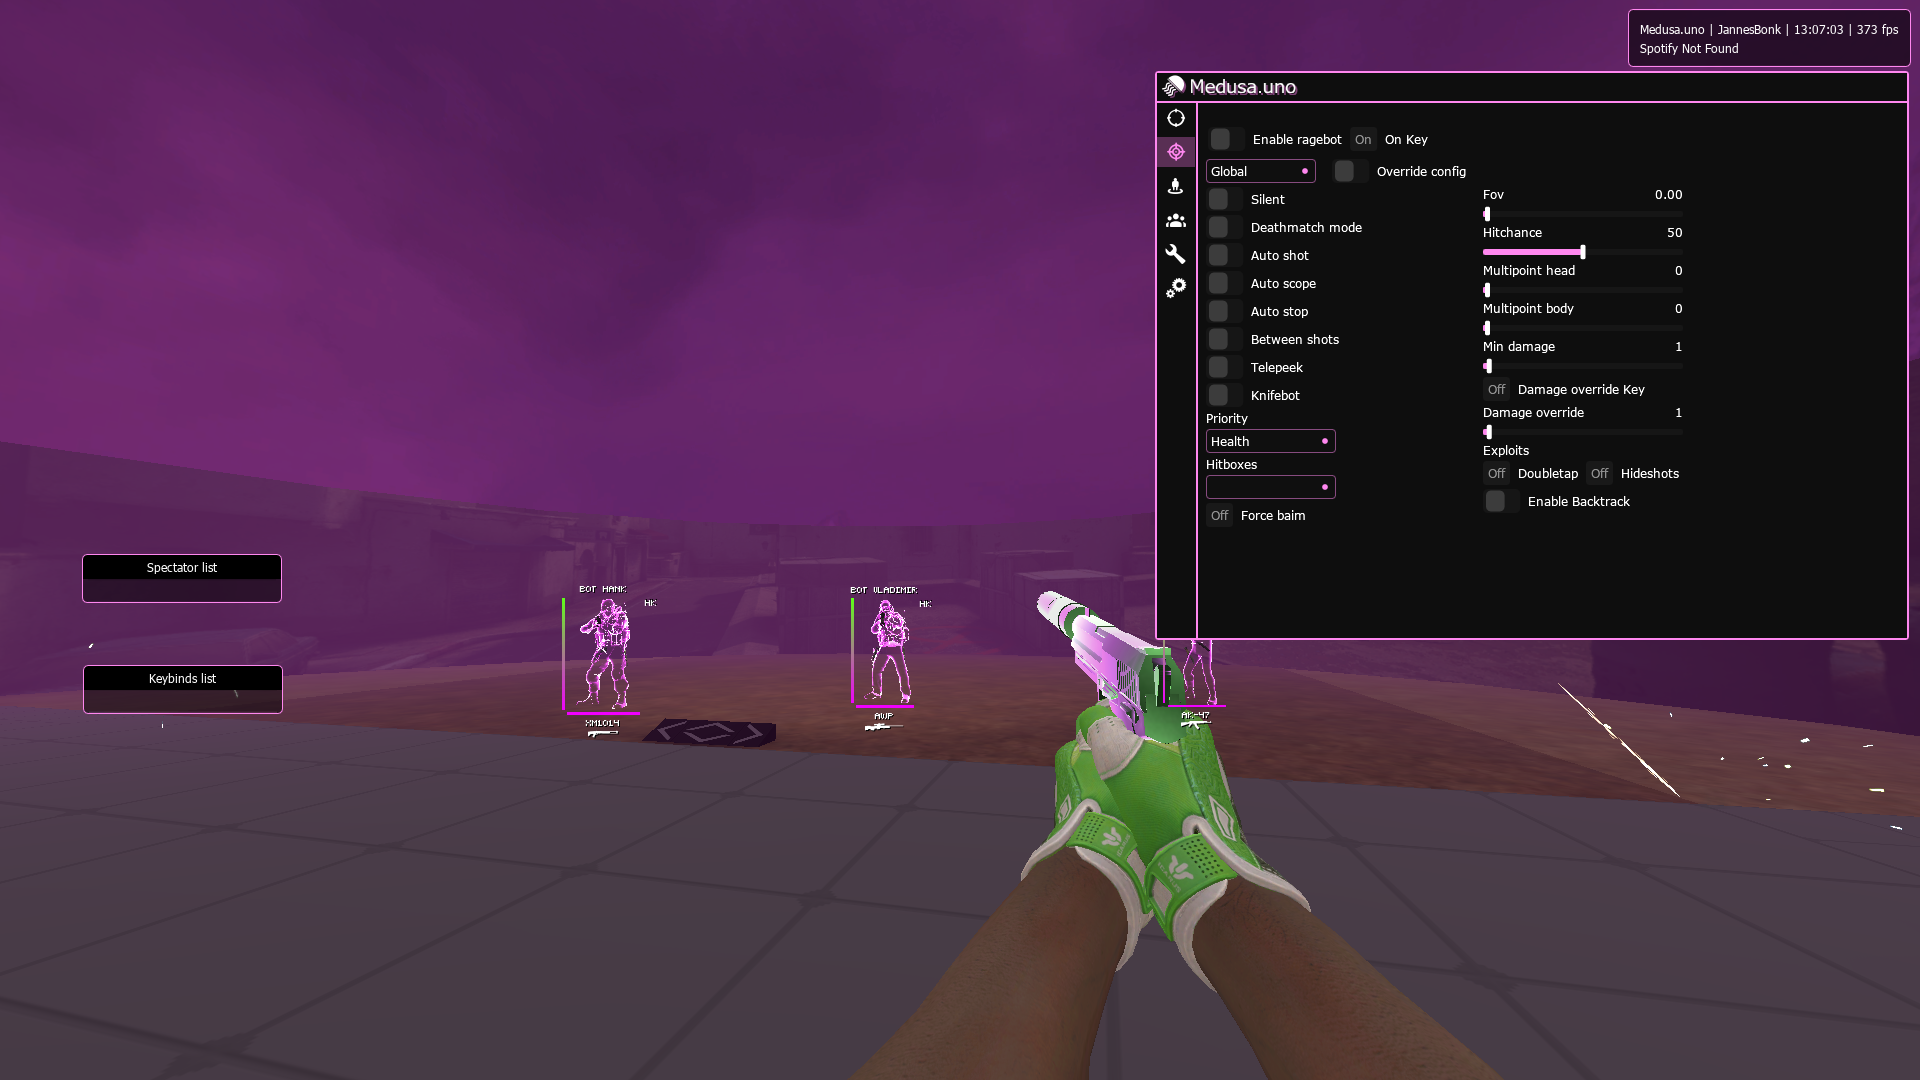 Medusa.uno | JannesBonk | 13:07:03 | 373 fps
Spotify Not Found
Medusa.uno
Enable ragebot On On Key
Global Override config
Silent
Deathmatch mode
Auto shot
Auto scope
Auto stop
Between shots
Telepeek
Knifebot
Priority
Health
Hitboxes
Off Force baim
Fov 0.00
Hitchance 50
Multipoint head 0
Multipoint body 0
Min damage 1
Off Damage override Key
Damage override 1
Exploits
Off Doubletap Off Hideshots
Enable Backtrack
Spectator list
Keybinds list
BOT HANK
HK
XM1014
BOT VLADIMIR
HK
AWP
AK-47